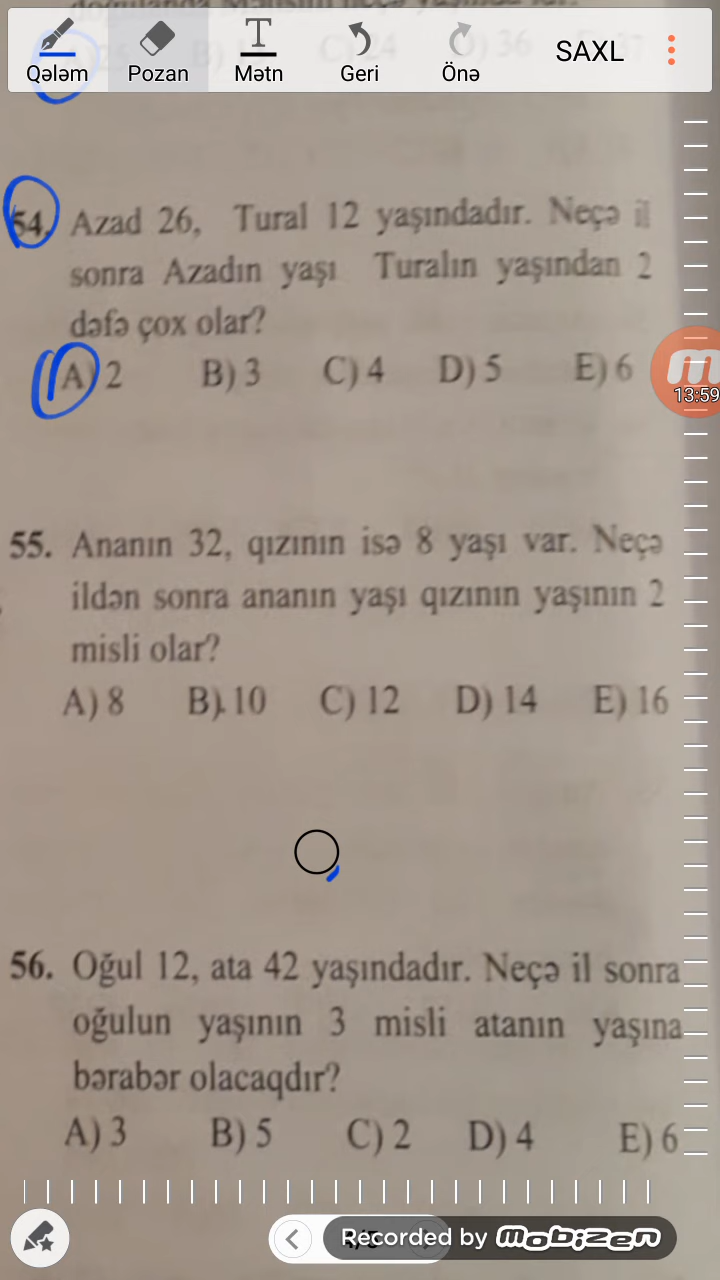 Qələm Pozan Mətn Geri Önə SAXL
54. Azad 26, Tural 12 yaşındadır. Neçə il
sonra Azadın yaşı Turalın yaşından 2
dəfə çox olar?
A) 2 B) 3 C) 4 D) 5 E) 6
13:59
55. Ananın 32, qızının isə 8 yaşı var. Neçə
ildən sonra ananın yaşı qızının yaşının 2
misli olar?
A) 8 B) 10 C) 12 D) 14 E) 16
56. Oğul 12, ata 42 yaşındadır. Neçə il sonra
oğulun yaşının 3 misli atanın yaşına
bərabər olacaqdır?
A) 3 B) 5 C) 2 D) 4 E) 6
Recorded by mobizen